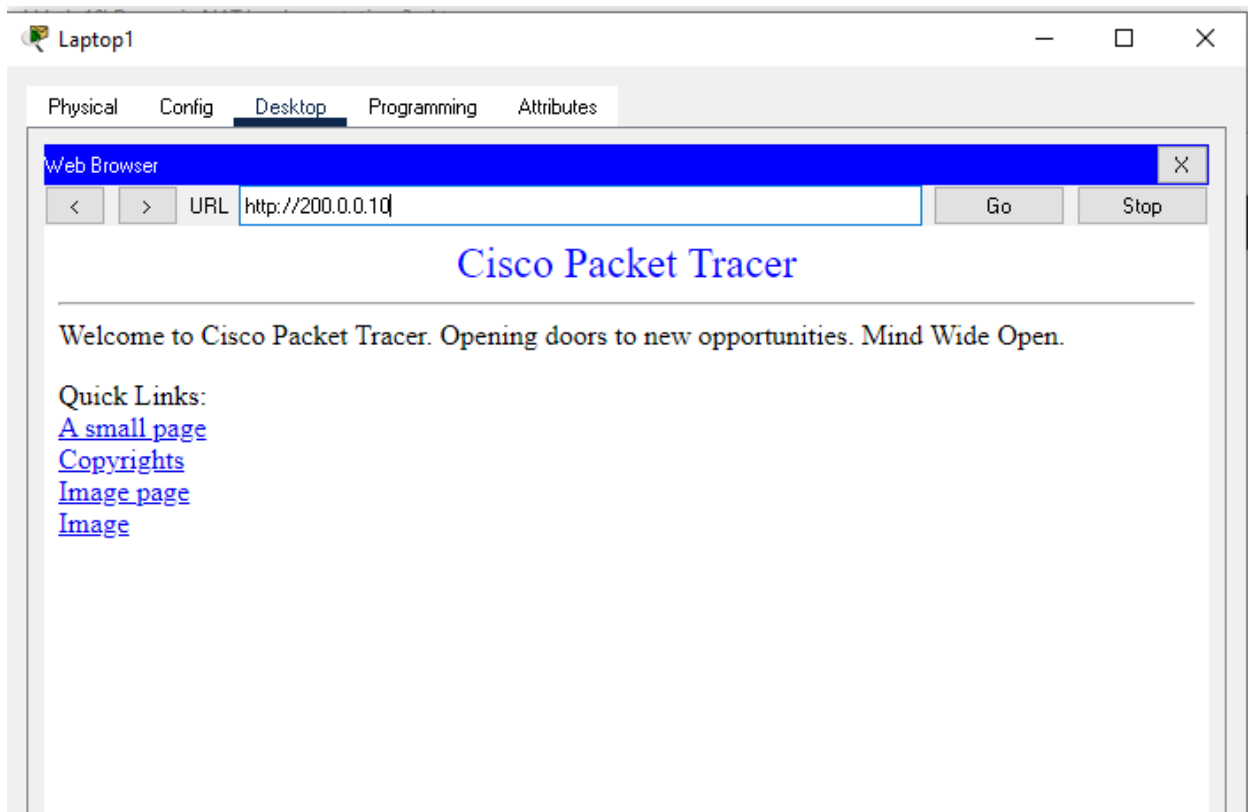 Laptop1
Physical Config Desktop Programming Attributes
Web Browser
X
< > URL http://200.0.0.10 Go Stop
Cisco Packet Tracer
Welcome to Cisco Packet Tracer. Opening doors to new opportunities. Mind Wide Open.
Quick Links:
A small page
Copyrights
Image page
Image